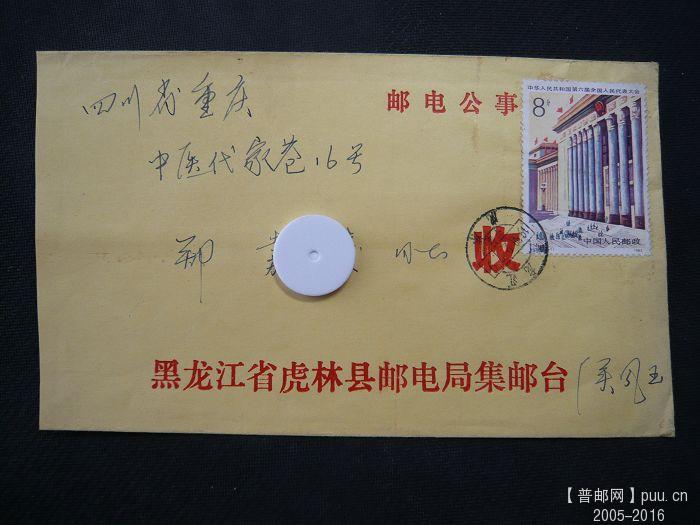 四川省重庆
邮电公事
中医代家巷16号
郑
同志
收
中华人民共和国第六届全国人民代表大会
8分
中国人民邮政
黑龙江省虎林县邮电局集邮台
【普邮网】puu.cn
2005-2016